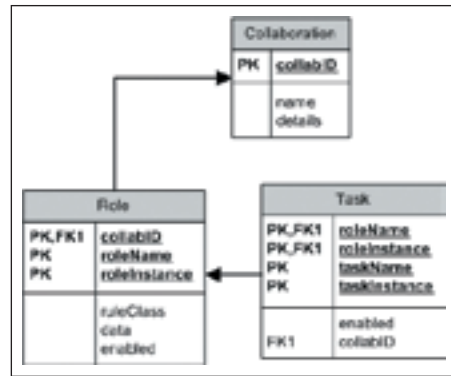 Collaboration
PK collabID
name
details
Role
PK,FK1 collabID
PK roleName
PK roleInstance
ruleClass
data
enabled
Task
PK,FK1 roleName
PK,FK1 roleInstance
PK taskName
PK taskInstance
enabled
FK1 collabID